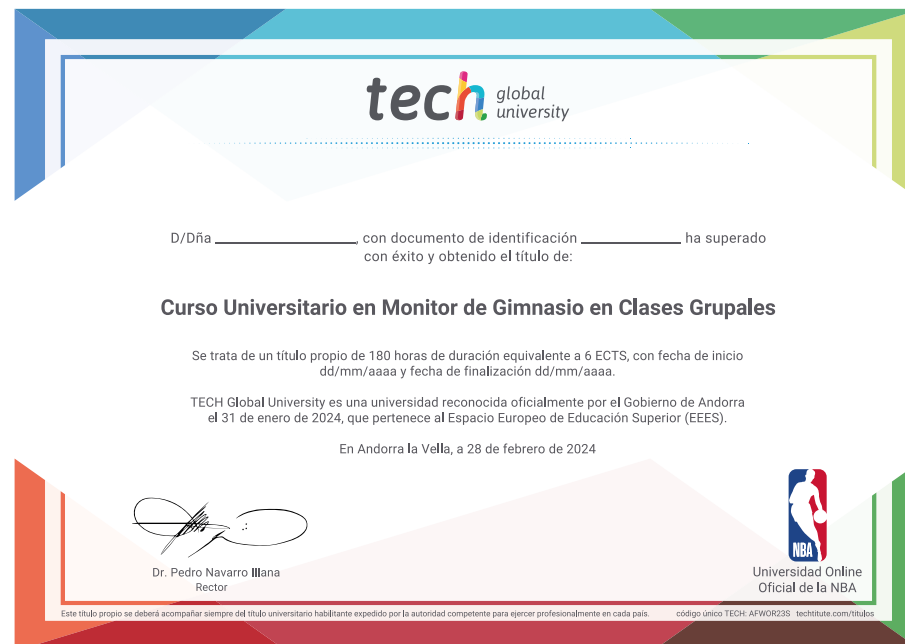 tech global university
D/Dña ____________________, con documento de identificación ______________ ha superado
con éxito y obtenido el título de:
Curso Universitario en Monitor de Gimnasio en Clases Grupales
Se trata de un título propio de 180 horas de duración equivalente a 6 ECTS, con fecha de inicio
dd/mm/aaaa y fecha de finalización dd/mm/aaaa.
TECH Global University es una universidad reconocida oficialmente por el Gobierno de Andorra
el 31 de enero de 2024, que pertenece al Espacio Europeo de Educación Superior (EEES).
En Andorra la Vella, a 28 de febrero de 2024
Dr. Pedro Navarro Illana
Rector
NBA
Universidad Online
Oficial de la NBA
Este título propio se deberá acompañar siempre del título universitario habilitante expedido por la autoridad competente para ejercer profesionalmente en cada país. código único TECH: AFWOR23S techtitute.com/titulos